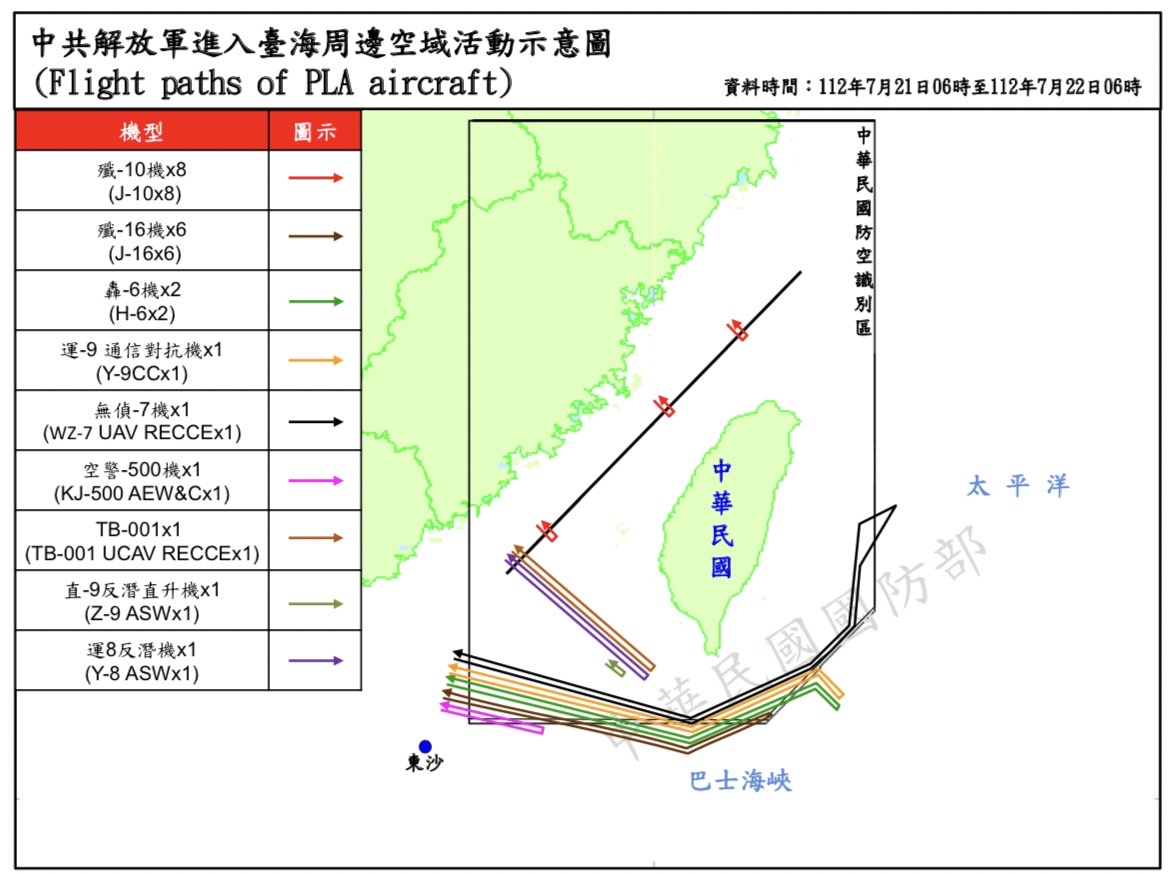 中共解放軍進入臺海周邊空域活動示意圖
(Flight paths of PLA aircraft)
資料時間：112年7月21日06時至112年7月22日06時
機型
圖示
殲-10機x8
(J-10x8)
殲-16機x6
(J-16x6)
轟-6機x2
(H-6x2)
運-9 通信對抗機x1
(Y-9CCx1)
無偵-7機x1
(WZ-7 UAV RECCEx1)
空警-500機x1
(KJ-500 AEW&Cx1)
TB-001x1
(TB-001 UCAV RECCEx1)
直-9反潛直升機x1
(Z-9 ASWx1)
運8反潛機x1
(Y-8 ASWx1)
中華民國防空識別區
中華民國
太平洋
中華民國國防部
東沙
巴士海峽